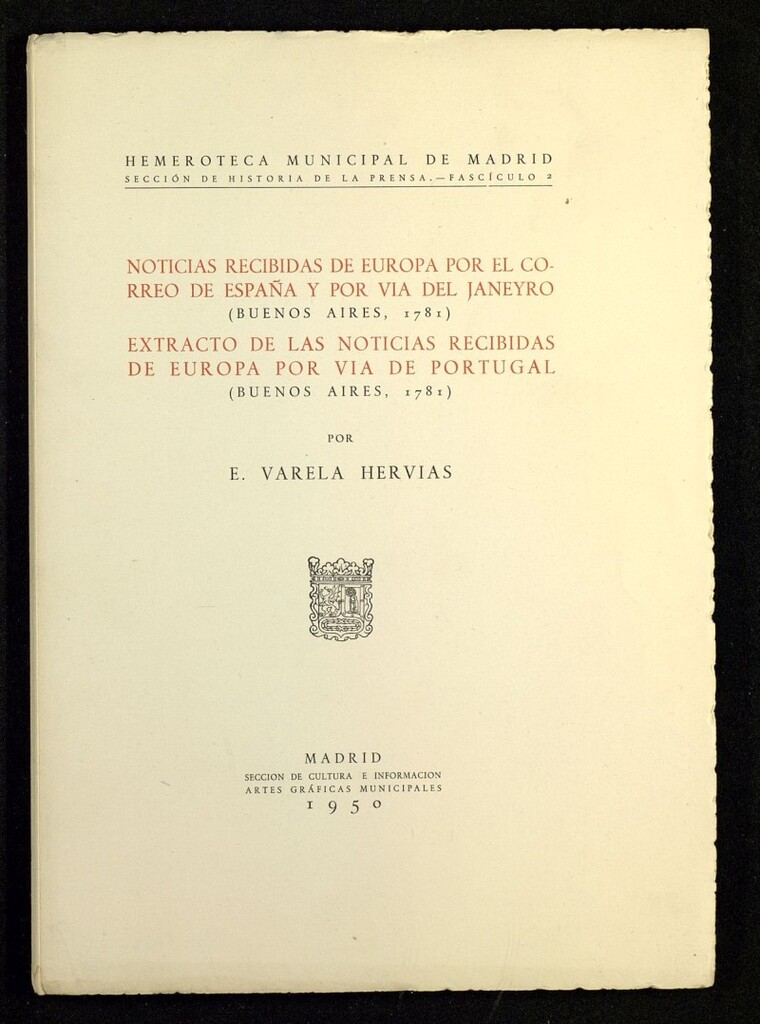 HEMEROTECA MUNICIPAL DE MADRID
SECCIÓN DE HISTORIA DE LA PRENSA.—FASCÍCULO 2
NOTICIAS RECIBIDAS DE EUROPA POR EL CO-
RREO DE ESPAÑA Y POR VIA DEL JANEYRO
(BUENOS AIRES, 1781)
EXTRACTO DE LAS NOTICIAS RECIBIDAS
DE EUROPA POR VIA DE PORTUGAL
(BUENOS AIRES, 1781)
POR
E. VARELA HERVIAS
MADRID
SECCION DE CULTURA E INFORMACION
ARTES GRÁFICAS MUNICIPALES
1950